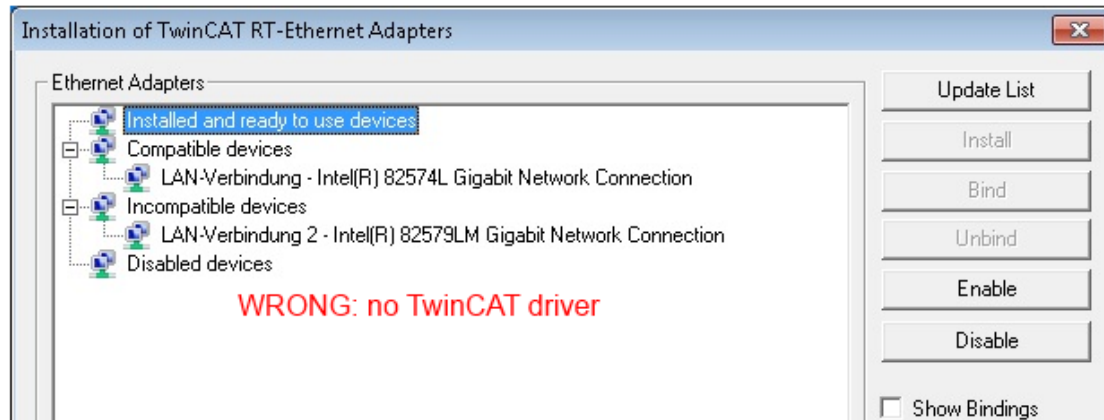 Installation of TwinCAT RT-Ethernet Adapters
Ethernet Adapters
Installed and ready to use devices
Compatible devices
LAN-Verbindung - Intel(R) 82574L Gigabit Network Connection
Incompatible devices
LAN-Verbindung 2 - Intel(R) 82579LM Gigabit Network Connection
Disabled devices
WRONG: no TwinCAT driver
Update List
Install
Bind
Unbind
Enable
Disable
Show Bindings